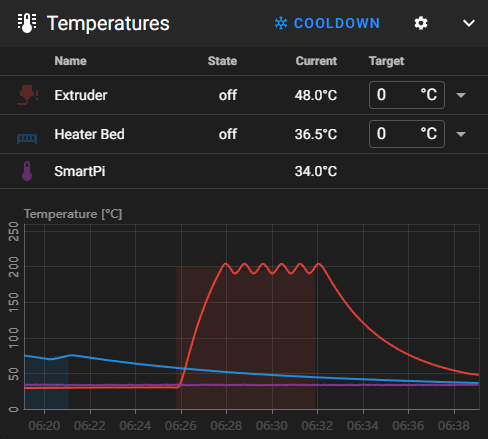 Temperatures
COOLDOWN
Name State Current Target
Extruder off 48.0°C 0 °C
Heater Bed off 36.5°C 0 °C
SmartPi 34.0°C
Temperature [°C]
250
200
150
100
50
0
06:20 06:22 06:24 06:26 06:28 06:30 06:32 06:34 06:36 06:38